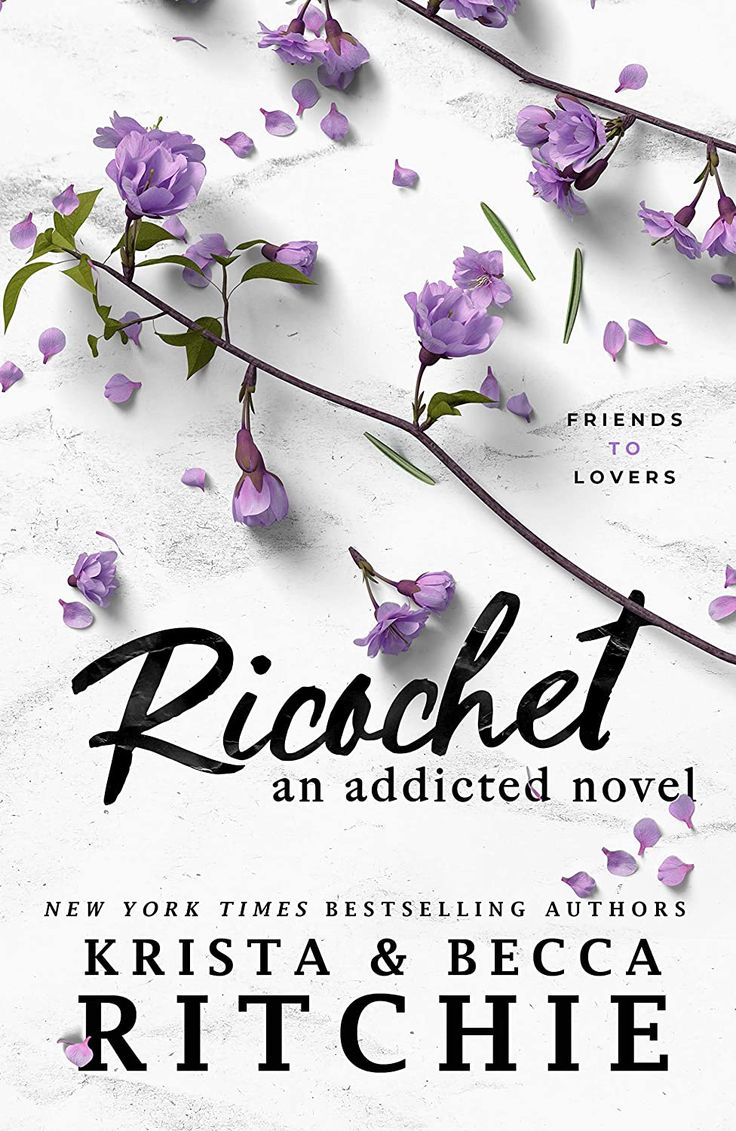 FRIENDS
TO
LOVERS
Ricochet
an addicted novel
NEW YORK TIMES BESTSELLING AUTHORS
KRISTA & BECCA
RITCHIE